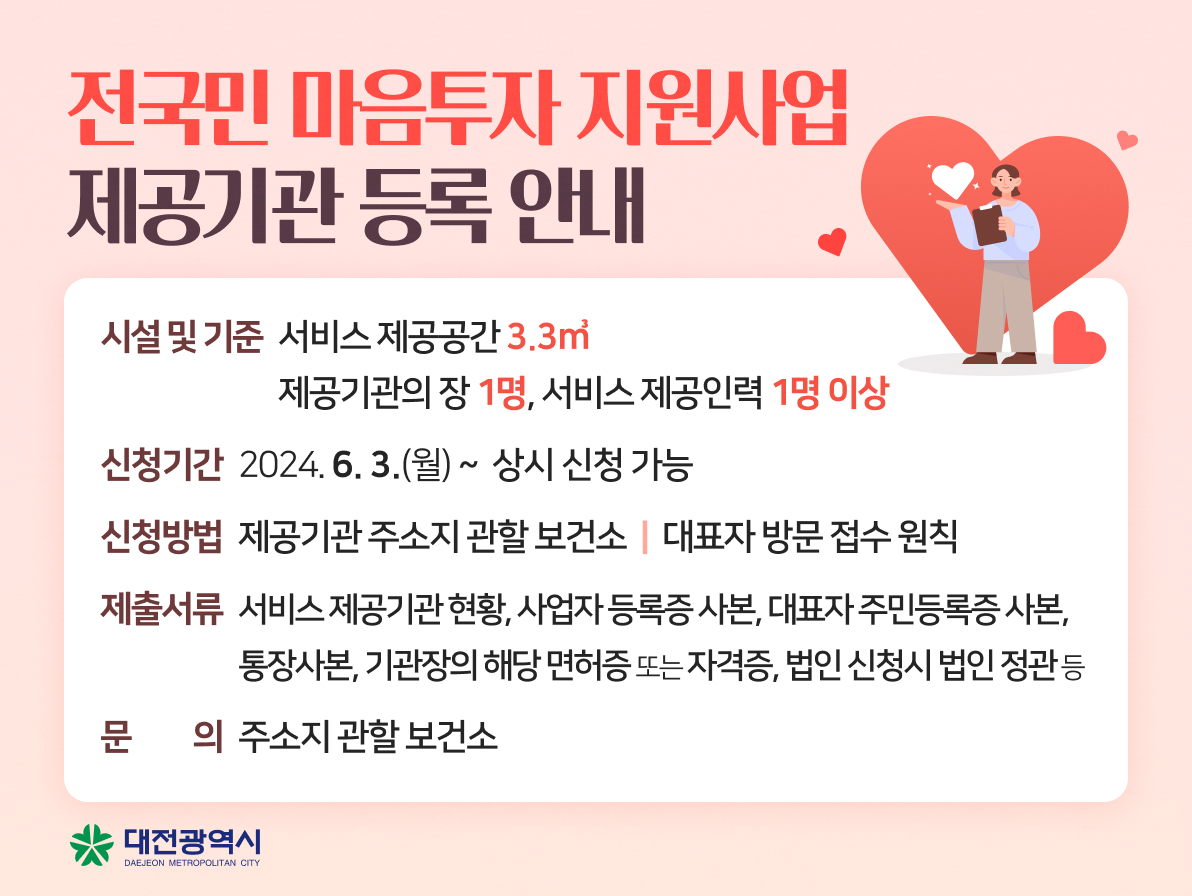 전국민 마음투자 지원사업
제공기관 등록 안내
시설 및 기준 서비스 제공공간 3.3㎡
제공기관의 장 1명, 서비스 제공인력 1명 이상
신청기간 2024. 6. 3.(월) ~ 상시 신청 가능
신청방법 제공기관 주소지 관할 보건소 | 대표자 방문 접수 원칙
제출서류 서비스 제공기관 현황, 사업자 등록증 사본, 대표자 주민등록증 사본,
통장사본, 기관장의 해당 면허증 또는 자격증, 법인 신청시 법인 정관 등
문 의 주소지 관할 보건소
대전광역시
DAEJEON METROPOLITAN CITY